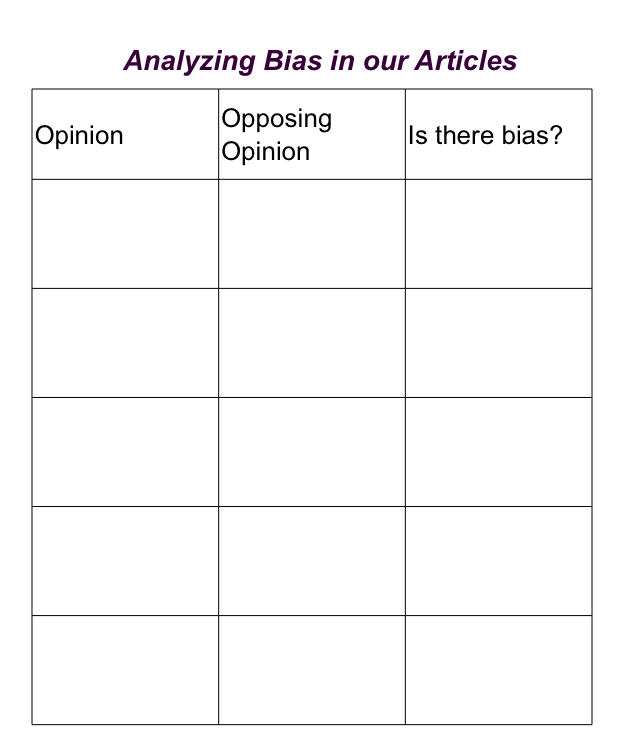 Analyzing Bias in our Articles
Opinion
Opposing
Opinion
Is there bias?